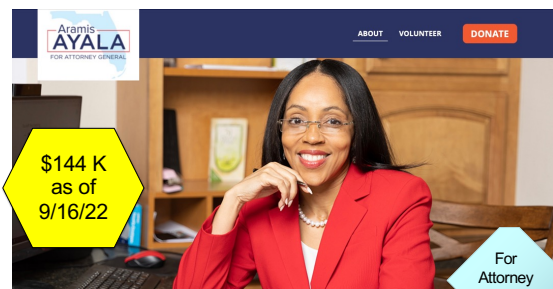 Aramis
AYALA
FOR ATTORNEY GENERAL
ABOUT
VOLUNTEER
DONATE
$144 K
as of
9/16/22
For
Attorney